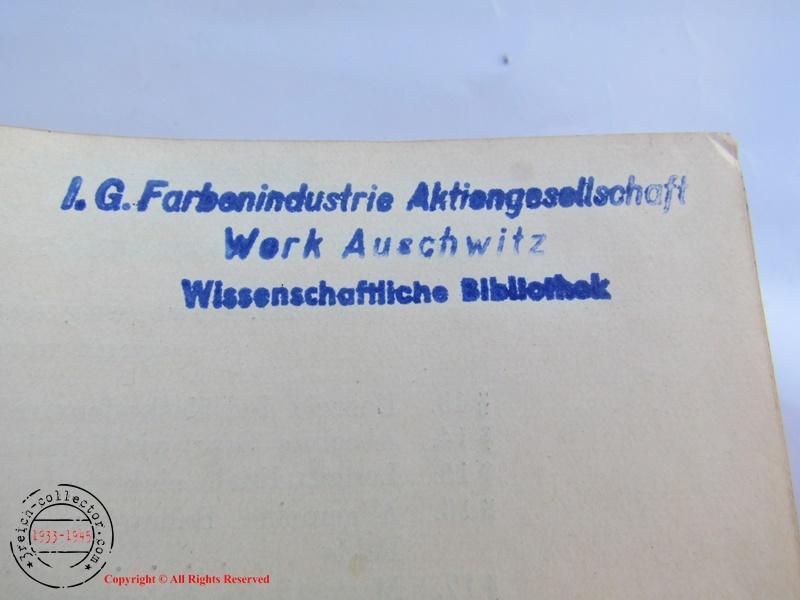 I. G. Farbenindustrie Aktiengesellschaft
Werk Auschwitz
Wissenschaftliche Bibliothek
*3reich-collector.com*
1933-1945
Copyright © All Rights Reserved